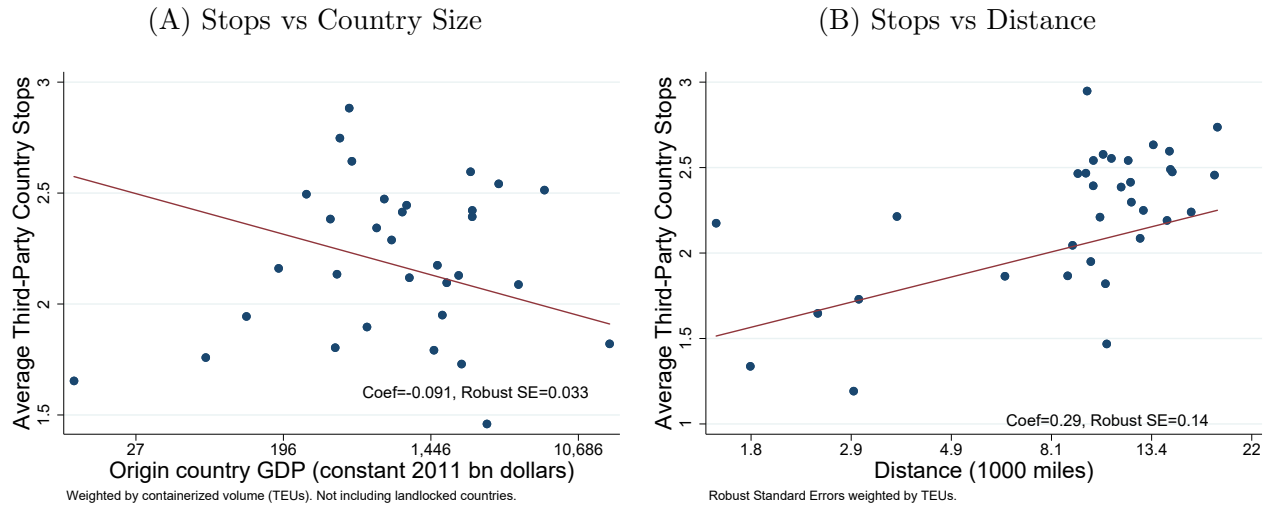 (A) Stops vs Country Size
Average Third-Party Country Stops
3
2.5
2
1.5
Coef=-0.091, Robust SE=0.033
27 196 1,446 10,686
Origin country GDP (constant 2011 bn dollars)
Weighted by containerized volume (TEUs). Not including landlocked countries.
(B) Stops vs Distance
Average Third-Party Country Stops
3
2.5
2
1.5
1
Coef=0.29, Robust SE=0.14
1.8 2.9 4.9 8.1 13.4 22
Distance (1000 miles)
Robust Standard Errors weighted by TEUs.